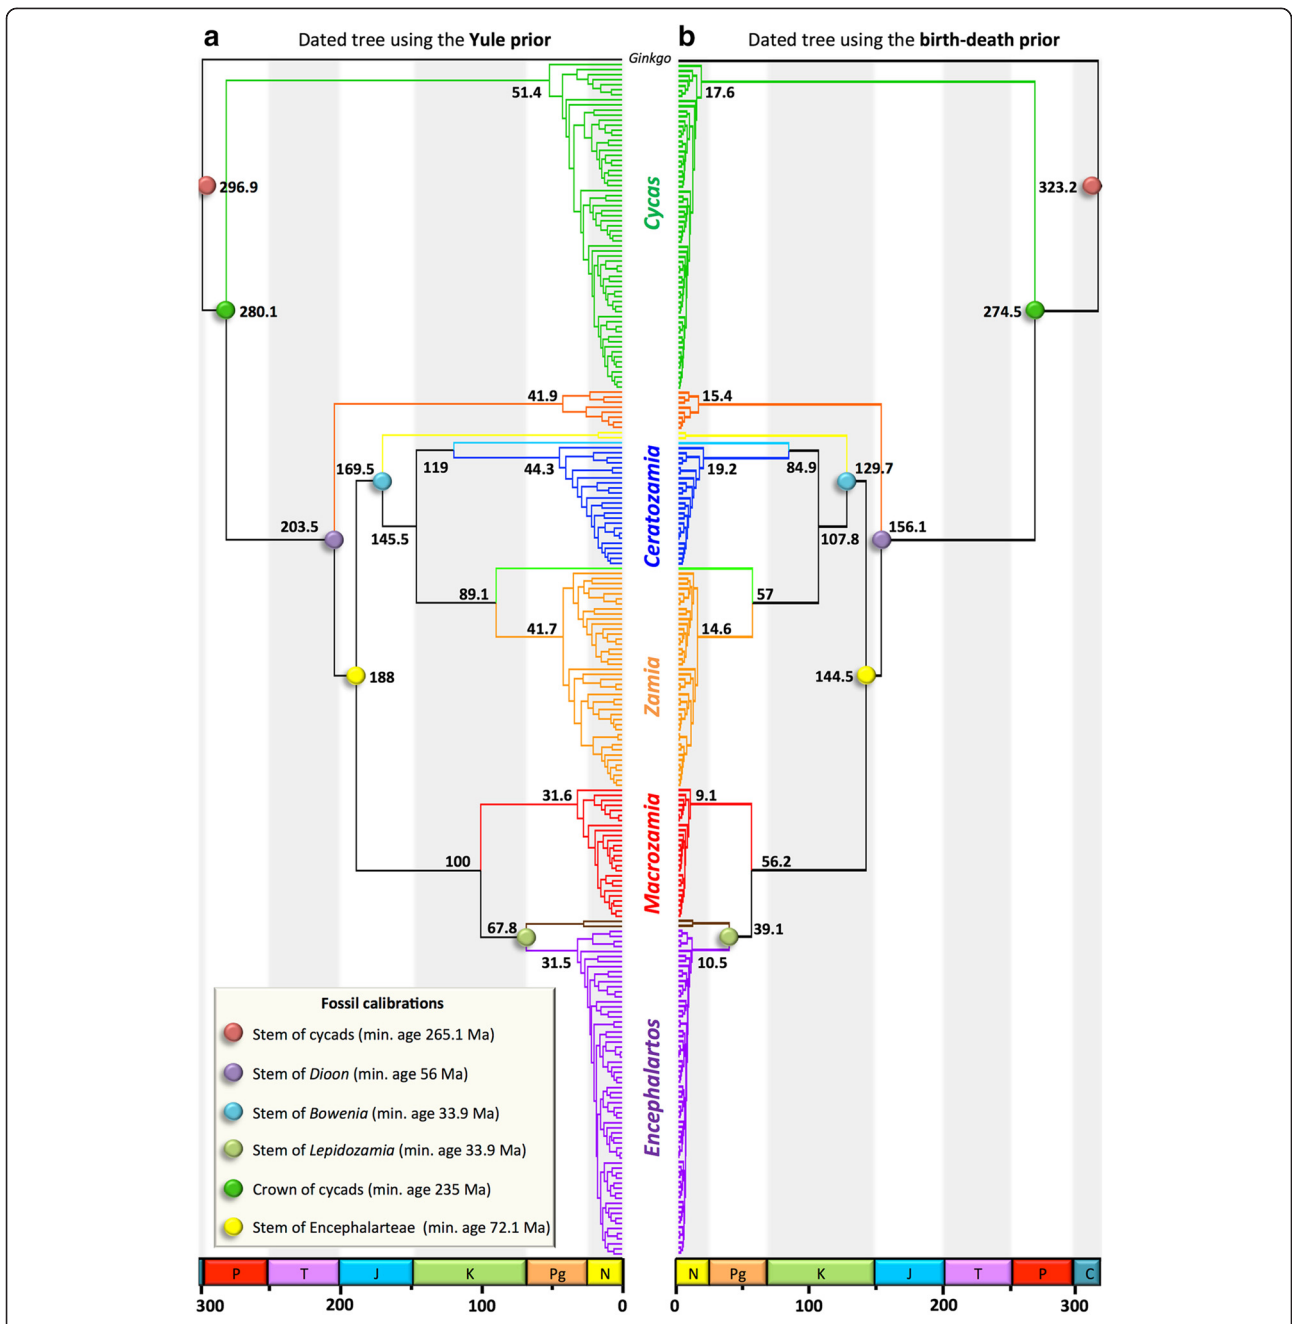 a
Dated tree using the Yule prior
b
Dated tree using the birth-death prior
Ginkgo
51.4
17.6
296.9
323.2
Cycas
280.1
274.5
41.9
15.4
169.5
119
44.3
19.2
84.9
129.7
Ceratozamia
203.5
145.5
107.8
156.1
89.1
57
41.7
14.6
188
144.5
Zamia
31.6
9.1
Macrozamia
100
56.2
67.8
39.1
31.5
10.5
Encephalartos
Fossil calibrations
Stem of cycads (min. age 265.1 Ma)
Stem of Dioon (min. age 56 Ma)
Stem of Bowenia (min. age 33.9 Ma)
Stem of Lepidozamia (min. age 33.9 Ma)
Crown of cycads (min. age 235 Ma)
Stem of Encephalarteae (min. age 72.1 Ma)
P T J K Pg N
N Pg K J T P C
300 200 100 0
0 100 200 300